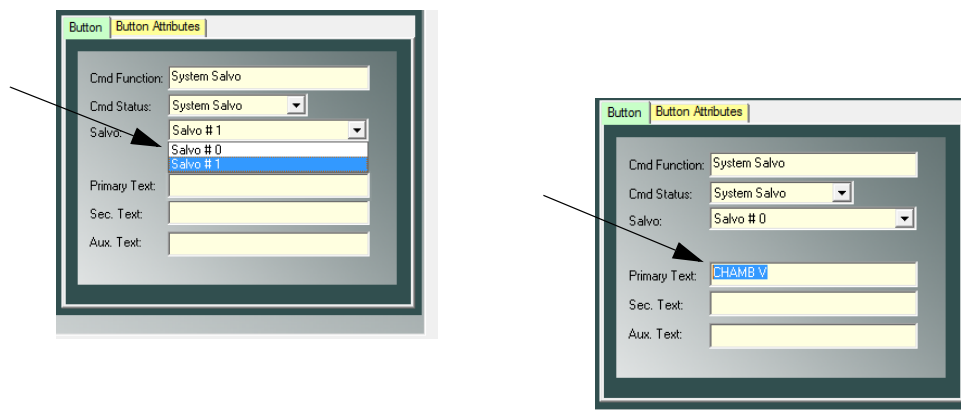 Button Button Attributes
Cmd Function: System Salvo
Cmd Status: System Salvo
Salvo: Salvo # 1
Salvo # 0
Salvo # 1
Primary Text:
Sec. Text:
Aux. Text:
Button Button Attributes
Cmd Function: System Salvo
Cmd Status: System Salvo
Salvo: Salvo # 0
Primary Text: CHAMB V
Sec. Text:
Aux. Text: